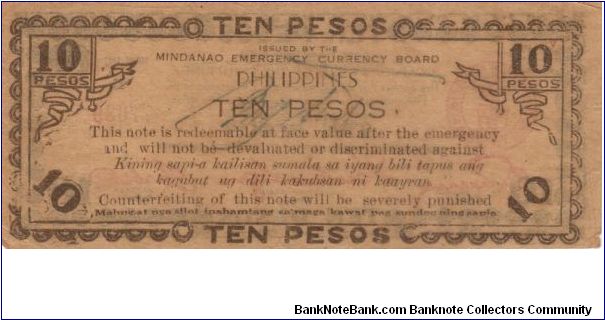 TEN PESOS
10 PESOS
ISSUED BY THE
10 PESOS
MINDANAO EMERGENCY CURRENCY BOARD
PHILIPPINES
TEN PESOS
This note is redeemable at face value after the emergency
and will not be devaluated or discriminated against
Kining sapi-a kailisan sumala sa iyang bili tapus ang
kagubut ug dili kakubsan ni kaayran
Counterfeiting of this note will be severely punished
10
10
TEN PESOS
BankNoteBank.com Banknote Collectors Community